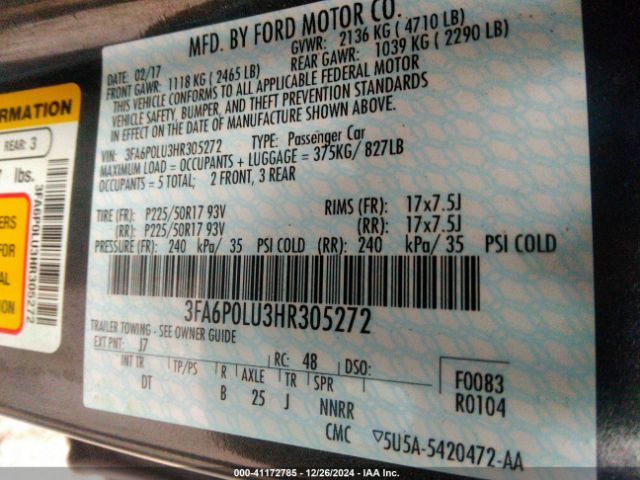 MFD. BY FORD MOTOR CO.
DATE: 02/17
GVWR: 2136 KG ( 4710 LB)
FRONT GAWR: 1118 KG ( 2465 LB)
REAR GAWR: 1039 KG ( 2290 LB)
THIS VEHICLE CONFORMS TO ALL APPLICABLE FEDERAL MOTOR
VEHICLE SAFETY, BUMPER, AND THEFT PREVENTION STANDARDS
IN EFFECT ON THE DATE OF MANUFACTURE SHOWN ABOVE.
VIN: 3FA6P0LU3HR305272 TYPE: Passenger Car
MAXIMUM LOAD = OCCUPANTS + LUGGAGE = 375KG/ 827LB
OCCUPANTS = 5 TOTAL; 2 FRONT, 3 REAR
TIRE (FR): P225/50R17 93V RIMS (FR): 17x7.5J
(RR): P225/50R17 93V (RR): 17x7.5J
PRESSURE (FR): 240 kPa/ 35 PSI COLD (RR): 240 kPa/ 35 PSI COLD
3FA6P0LU3HR305272
TRAILER TOWING - SEE OWNER GUIDE
EXT PNT: J7 RC: 48 DSO:
INT TR TP/PS R AXLE TR SPR
DT B 25 J NNRR
F0083
R0104
CMC 5U5A-5420472-AA
ORMATION
REAR: 3
lbs.
ERS
FOR
NAL
ION
3FA6P0LU3HR305272
000-41172785 - 12/26/2024 - IAA Inc.